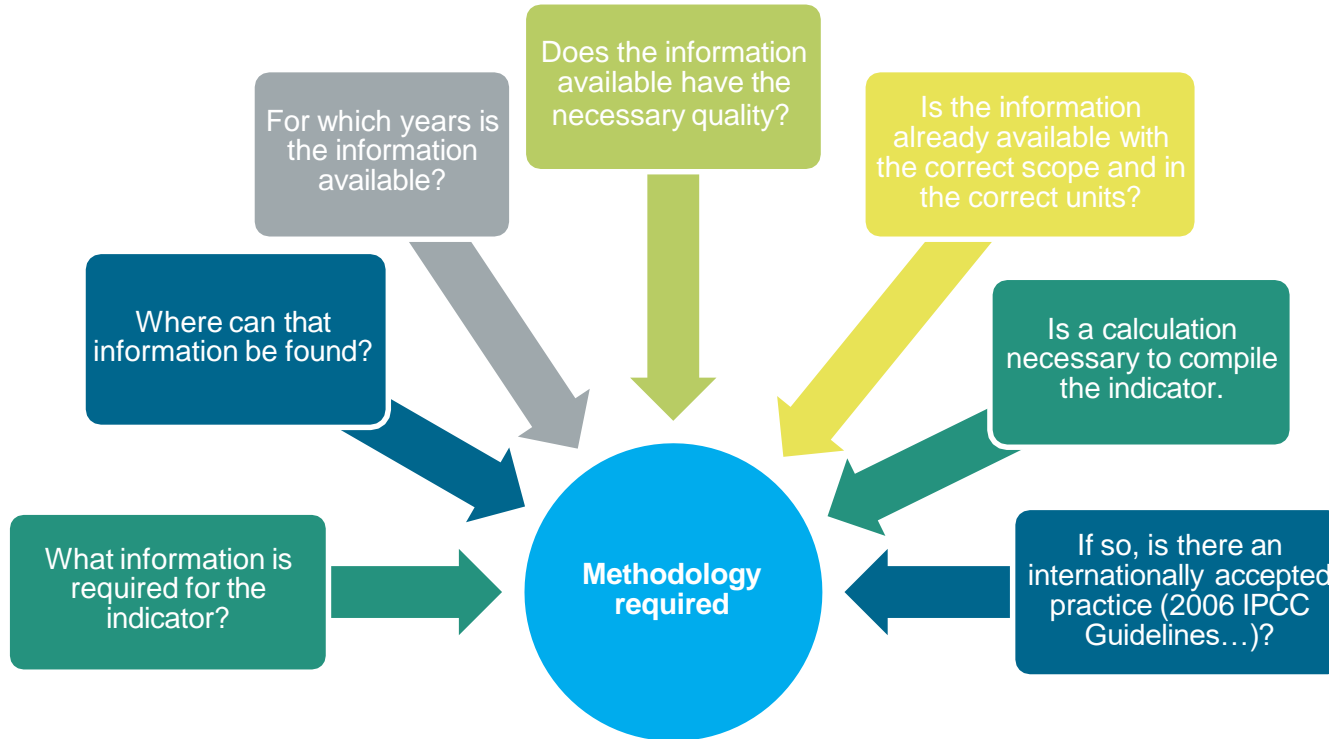 What information is
required for the
indicator?
Where can that
information be found?
For which years is
the information
available?
Does the information
available have the
necessary quality?
Is the information
already available with
the correct scope and in
the correct units?
Is a calculation
necessary to compile
the indicator.
If so, is there an
internationally accepted
practice (2006 IPCC
Guidelines…)?
Methodology
required